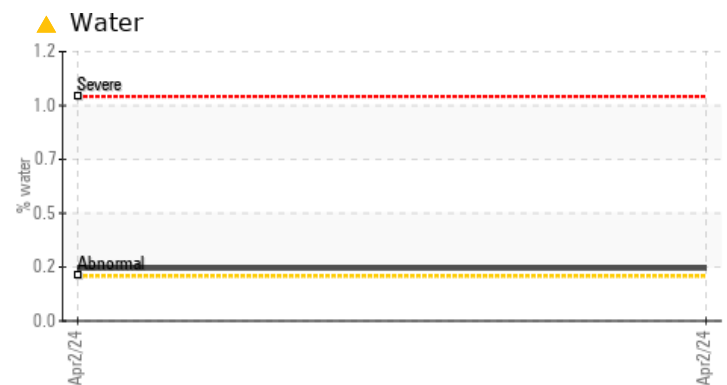 Water
1.2
Severe
1.0
0.7
% water
0.5
Abnormal
0.2
0.0
Apr2/24
Apr2/24